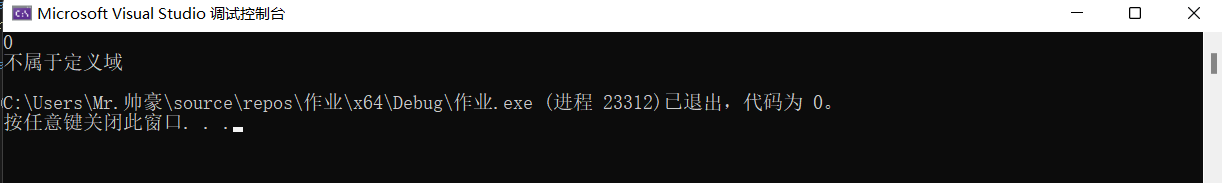 Microsoft Visual Studio 调试控制台
0
不属于定义域
C:\Users\Mr.帅豪\source\repos\作业\x64\Debug\作业.exe (进程 23312)已退出，代码为 0。
按任意键关闭此窗口. . .